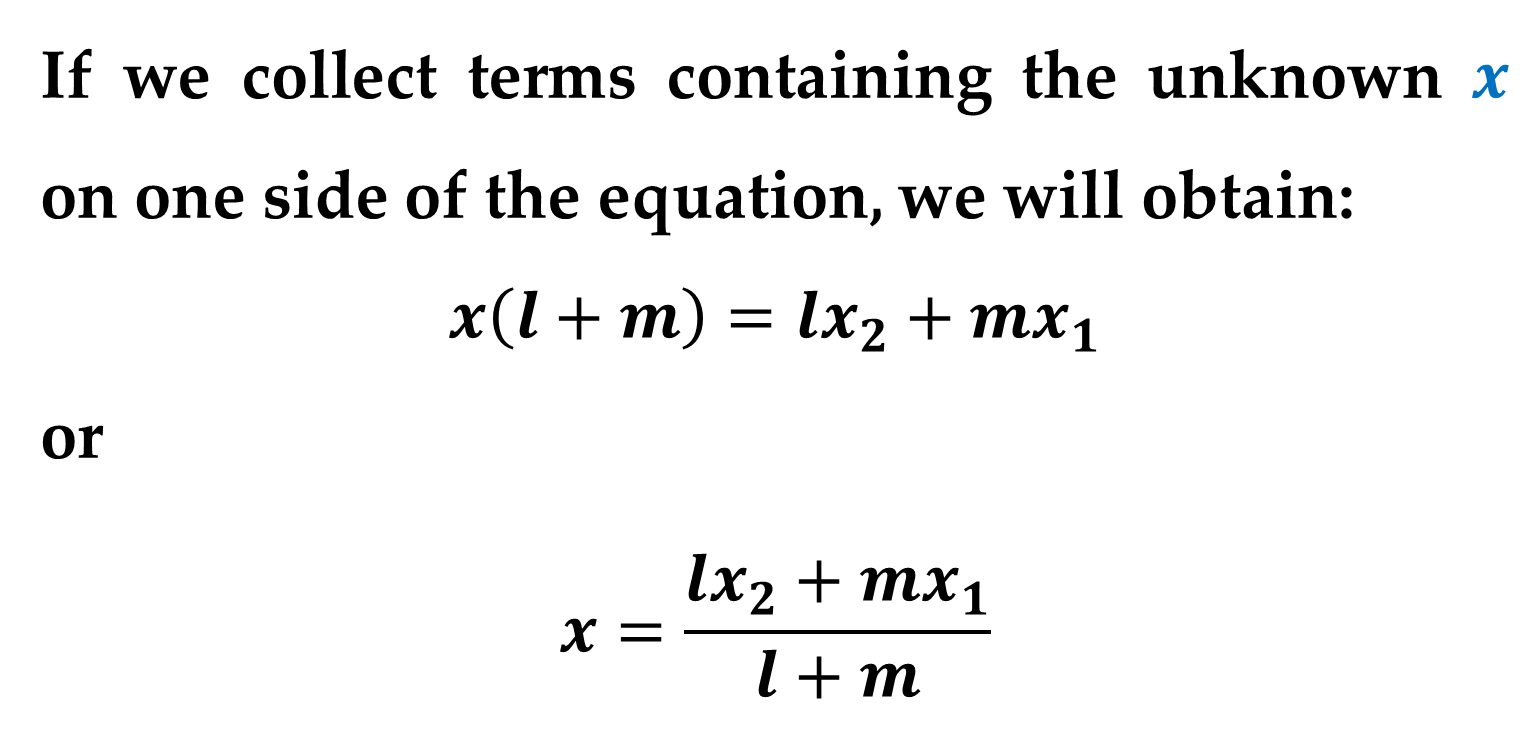 If we collect terms containing the unknown x
on one side of the equation, we will obtain:
x(l + m) = lx₂ + mx₁
or
x = \frac{lx₂ + mx₁}{l + m}